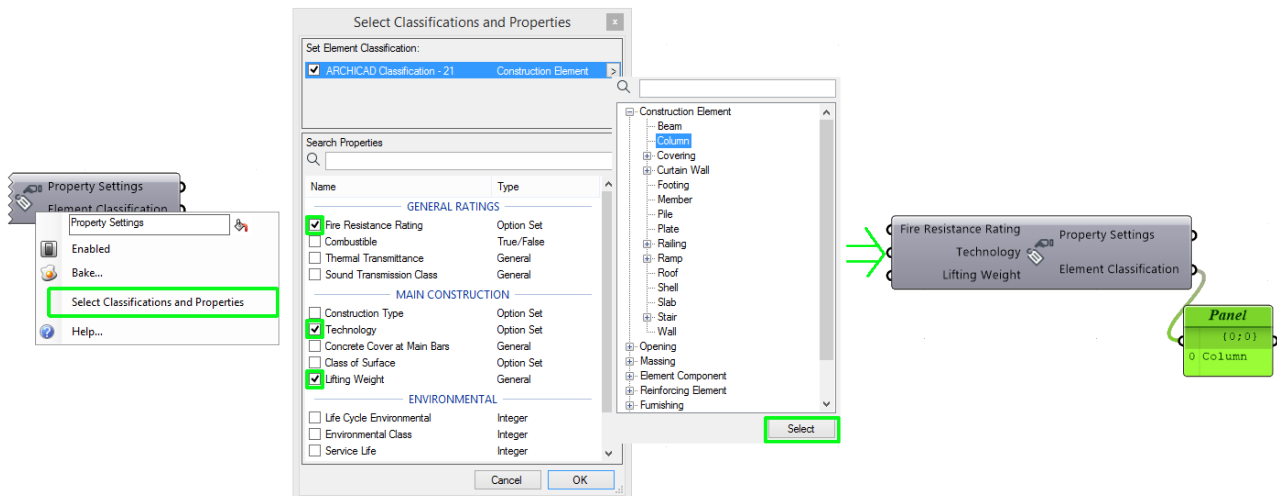 Property Settings
Element Classification
Property Settings
Enabled
Bake...
Select Classifications and Properties
Help...
Select Classifications and Properties
x
Set Element Classification:
ARCHICAD Classification - 21 Construction Element >
Search Properties
Name Type
GENERAL RATINGS
Fire Resistance Rating Option Set
Combustible True/False
Thermal Transmittance General
Sound Transmission Class General
MAIN CONSTRUCTION
Construction Type Option Set
Technology Option Set
Concrete Cover at Main Bars General
Class of Surface Option Set
Lifting Weight General
ENVIRONMENTAL
Life Cycle Environmental Integer
Environmental Class Integer
Service Life Integer
Cancel OK
Construction Element
Beam
Column
Covering
Curtain Wall
Footing
Member
Pile
Plate
Railing
Ramp
Roof
Shell
Slab
Stair
Wall
Opening
Massing
Element Component
Reinforcing Element
Furnishing
Select
Fire Resistance Rating
Technology
Lifting Weight
Property Settings
Element Classification
Panel
{0;0}
0 Column